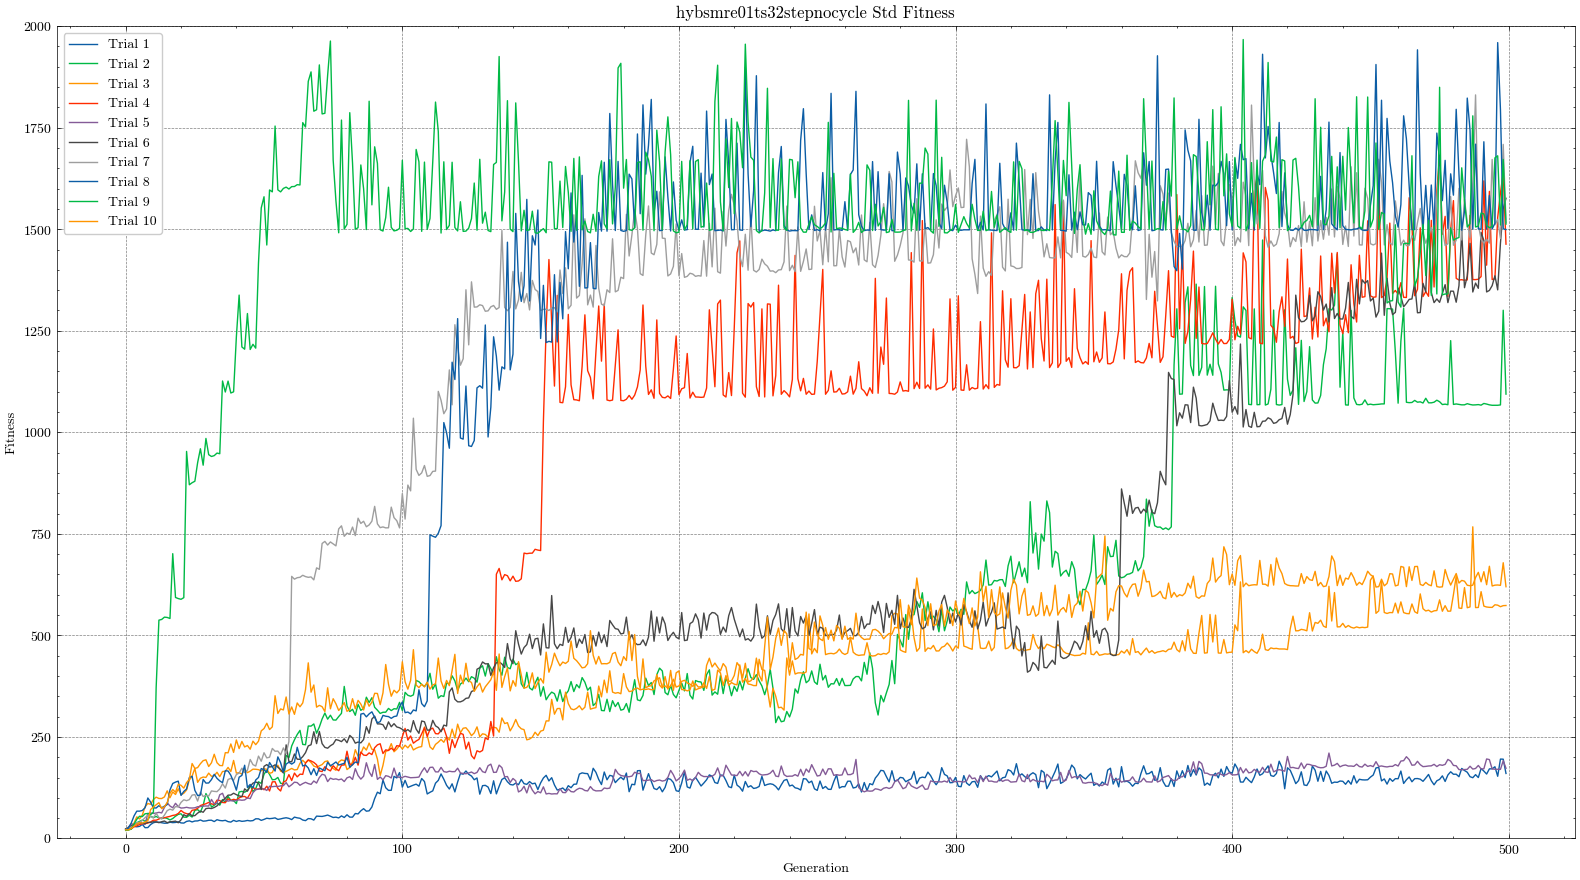 hybsmre01ts32stepnocycle Std Fitness
2000
1750
1500
1250
1000
750
500
250
0
Fitness
Trial 1
Trial 2
Trial 3
Trial 4
Trial 5
Trial 6
Trial 7
Trial 8
Trial 9
Trial 10
0
100
200
300
400
500
Generation